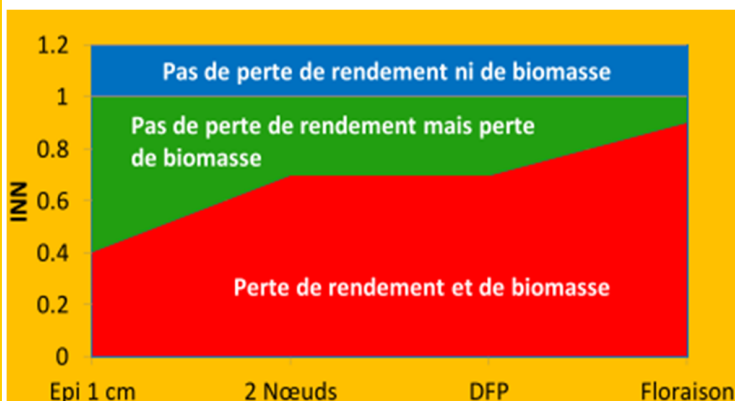 1.2
Pas de perte de rendement ni de biomasse
1
Pas de perte de rendement mais perte
de biomasse
0.8
INN
0.6
0.4
Perte de rendement et de biomasse
0.2
0
Epi 1 cm 2 Nœuds DFP Floraison